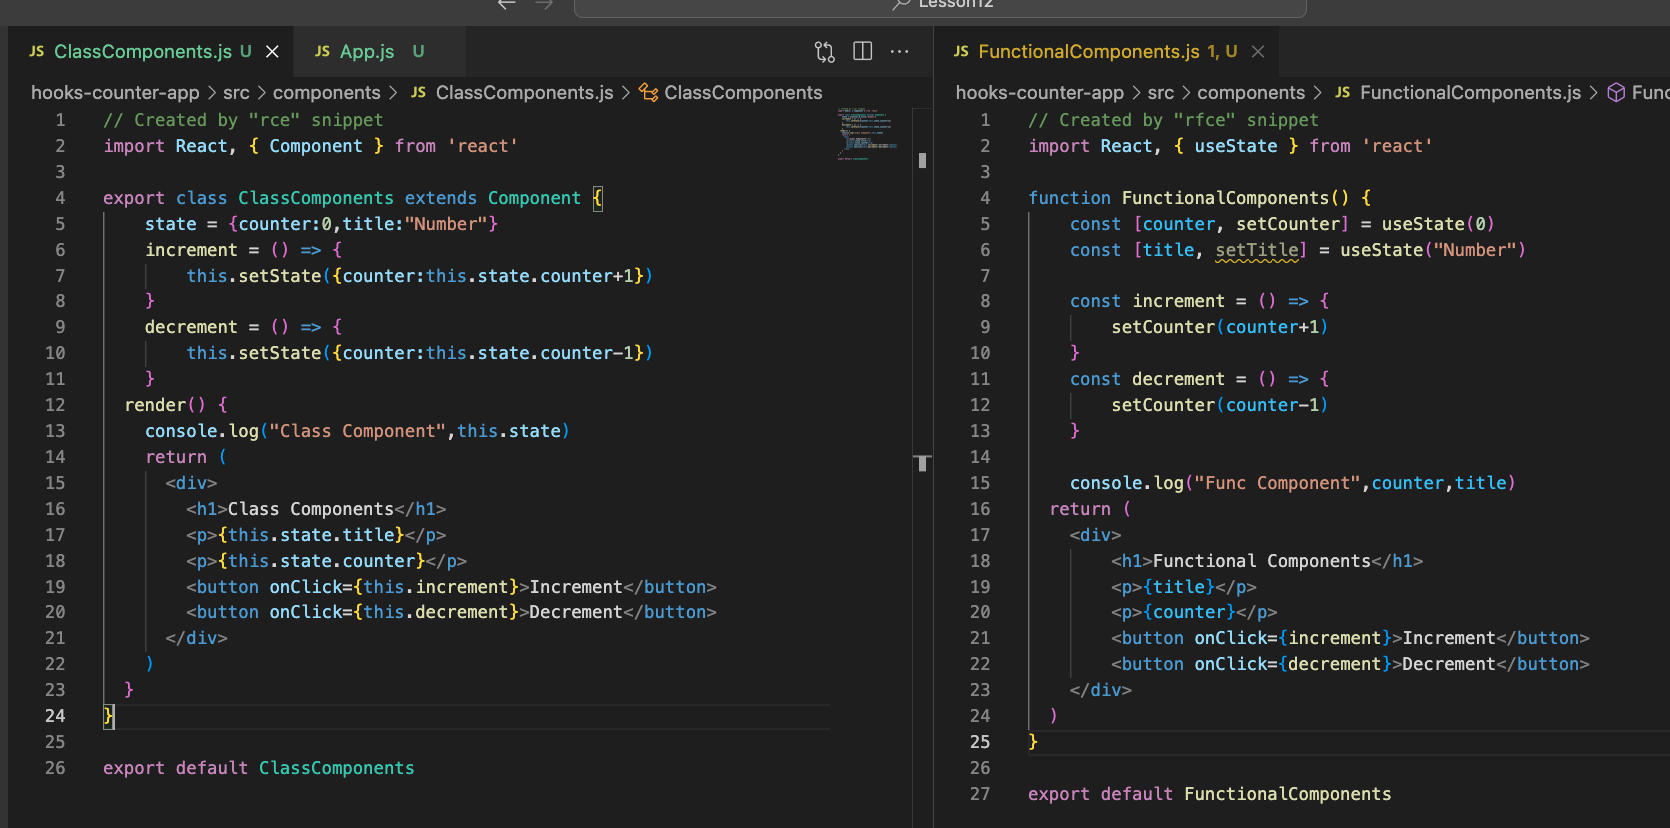 Lesson12
JS ClassComponents.js U
JS App.js U
hooks-counter-app > src > components > JS ClassComponents.js > ClassComponents
1 // Created by "rce" snippet
2 import React, { Component } from 'react'
3
4 export class ClassComponents extends Component {
5 state = {counter:0,title:"Number"}
6 increment = () => {
7 this.setState({counter:this.state.counter+1})
8 }
9 decrement = () => {
10 this.setState({counter:this.state.counter-1})
11 }
12 render() {
13 console.log("Class Component",this.state)
14 return (
15 <div>
16 <h1>Class Components</h1>
17 <p>{this.state.title}</p>
18 <p>{this.state.counter}</p>
19 <button onClick={this.increment}>Increment</button>
20 <button onClick={this.decrement}>Decrement</button>
21 </div>
22 )
23 }
24 }
25
26 export default ClassComponents
JS FunctionalComponents.js 1, U
hooks-counter-app > src > components > JS FunctionalComponents.js > Func
1 // Created by "rfce" snippet
2 import React, { useState } from 'react'
3
4 function FunctionalComponents() {
5 const [counter, setCounter] = useState(0)
6 const [title, setTitle] = useState("Number")
7
8 const increment = () => {
9 setCounter(counter+1)
10 }
11 const decrement = () => {
12 setCounter(counter-1)
13 }
14
15 console.log("Func Component",counter,title)
16 return (
17 <div>
18 <h1>Functional Components</h1>
19 <p>{title}</p>
20 <p>{counter}</p>
21 <button onClick={increment}>Increment</button>
22 <button onClick={decrement}>Decrement</button>
23 </div>
24 )
25 }
26
27 export default FunctionalComponents